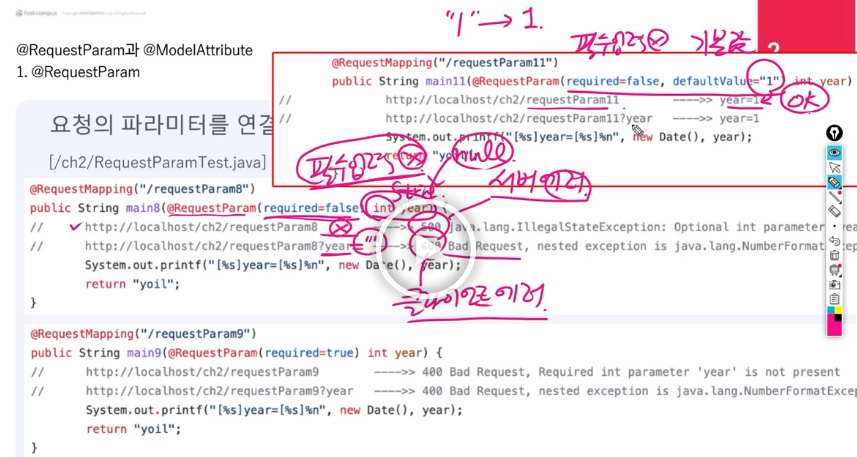 "1" → 1.
필수입력 ⓧ 기본값
@RequestParam과 @ModelAttribute
1. @RequestParam
@RequestMapping("/requestParam11")
public String main11(@RequestParam(required=false, defaultValue="1") int year)
// http://localhost/ch2/requestParam11 ---->> year=1 OK
// http://localhost/ch2/requestParam11?year ---->> year=1
System.out.printf("[%s]year=[%s]%n", new Date(), year);
요청의 파라미터를 연결
필수입력 ⓧ null
[/ch2/RequestParamTest.java]
서버에러
@RequestMapping("/requestParam8")
public String main8(@RequestParam(required=false) int year) {
// http://localhost/ch2/requestParam8 ---->> 500 java.lang.IllegalStateException: Optional int parameter
// http://localhost/ch2/requestParam8?year "" ---->> 400 Bad Request, nested exception is java.lang.NumberFormat
System.out.printf("[%s]year=[%s]%n", new Date(), year);
return "yoil";
클라이언트에러.
}
@RequestMapping("/requestParam9")
public String main9(@RequestParam(required=true) int year) {
// http://localhost/ch2/requestParam9 ---->> 400 Bad Request, Required int parameter 'year' is not present
// http://localhost/ch2/requestParam9?year ---->> 400 Bad Request, nested exception is java.lang.NumberFormatExce
System.out.printf("[%s]year=[%s]%n", new Date(), year);
return "yoil";
}